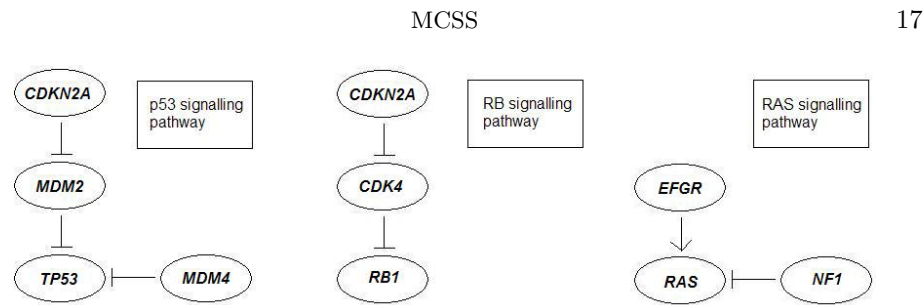 MCSS 17
CDKN2A
p53 signalling
pathway
MDM2
TP53
MDM4
CDKN2A
RB signalling
pathway
CDK4
RB1
RAS signalling
pathway
EFGR
RAS
NF1